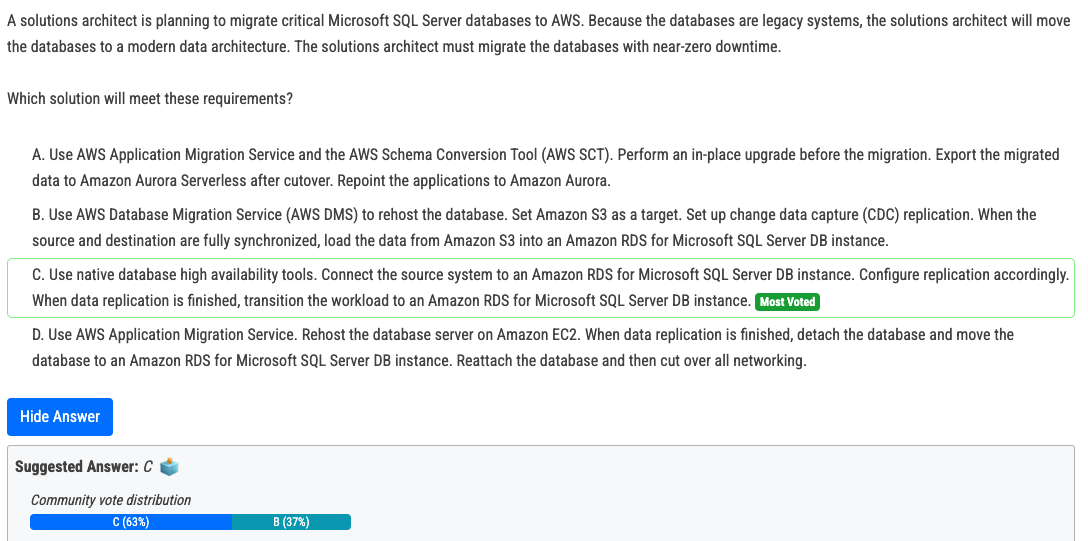 A solutions architect is planning to migrate critical Microsoft SQL Server databases to AWS. Because the databases are legacy systems, the solutions architect will move
the databases to a modern data architecture. The solutions architect must migrate the databases with near-zero downtime.
Which solution will meet these requirements?
A. Use AWS Application Migration Service and the AWS Schema Conversion Tool (AWS SCT). Perform an in-place upgrade before the migration. Export the migrated
data to Amazon Aurora Serverless after cutover. Repoint the applications to Amazon Aurora.
B. Use AWS Database Migration Service (AWS DMS) to rehost the database. Set Amazon S3 as a target. Set up change data capture (CDC) replication. When the
source and destination are fully synchronized, load the data from Amazon S3 into an Amazon RDS for Microsoft SQL Server DB instance.
C. Use native database high availability tools. Connect the source system to an Amazon RDS for Microsoft SQL Server DB instance. Configure replication accordingly.
When data replication is finished, transition the workload to an Amazon RDS for Microsoft SQL Server DB instance. Most Voted
D. Use AWS Application Migration Service. Rehost the database server on Amazon EC2. When data replication is finished, detach the database and move the
database to an Amazon RDS for Microsoft SQL Server DB instance. Reattach the database and then cut over all networking.
Hide Answer
Suggested Answer: C
Community vote distribution
C (63%) B (37%)